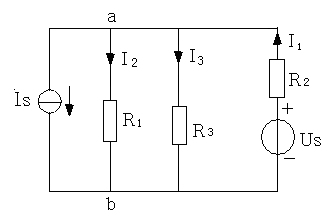 a
I₂
I₃
I₁
Is
R₁
R₃
R₂
+
Us
−
b